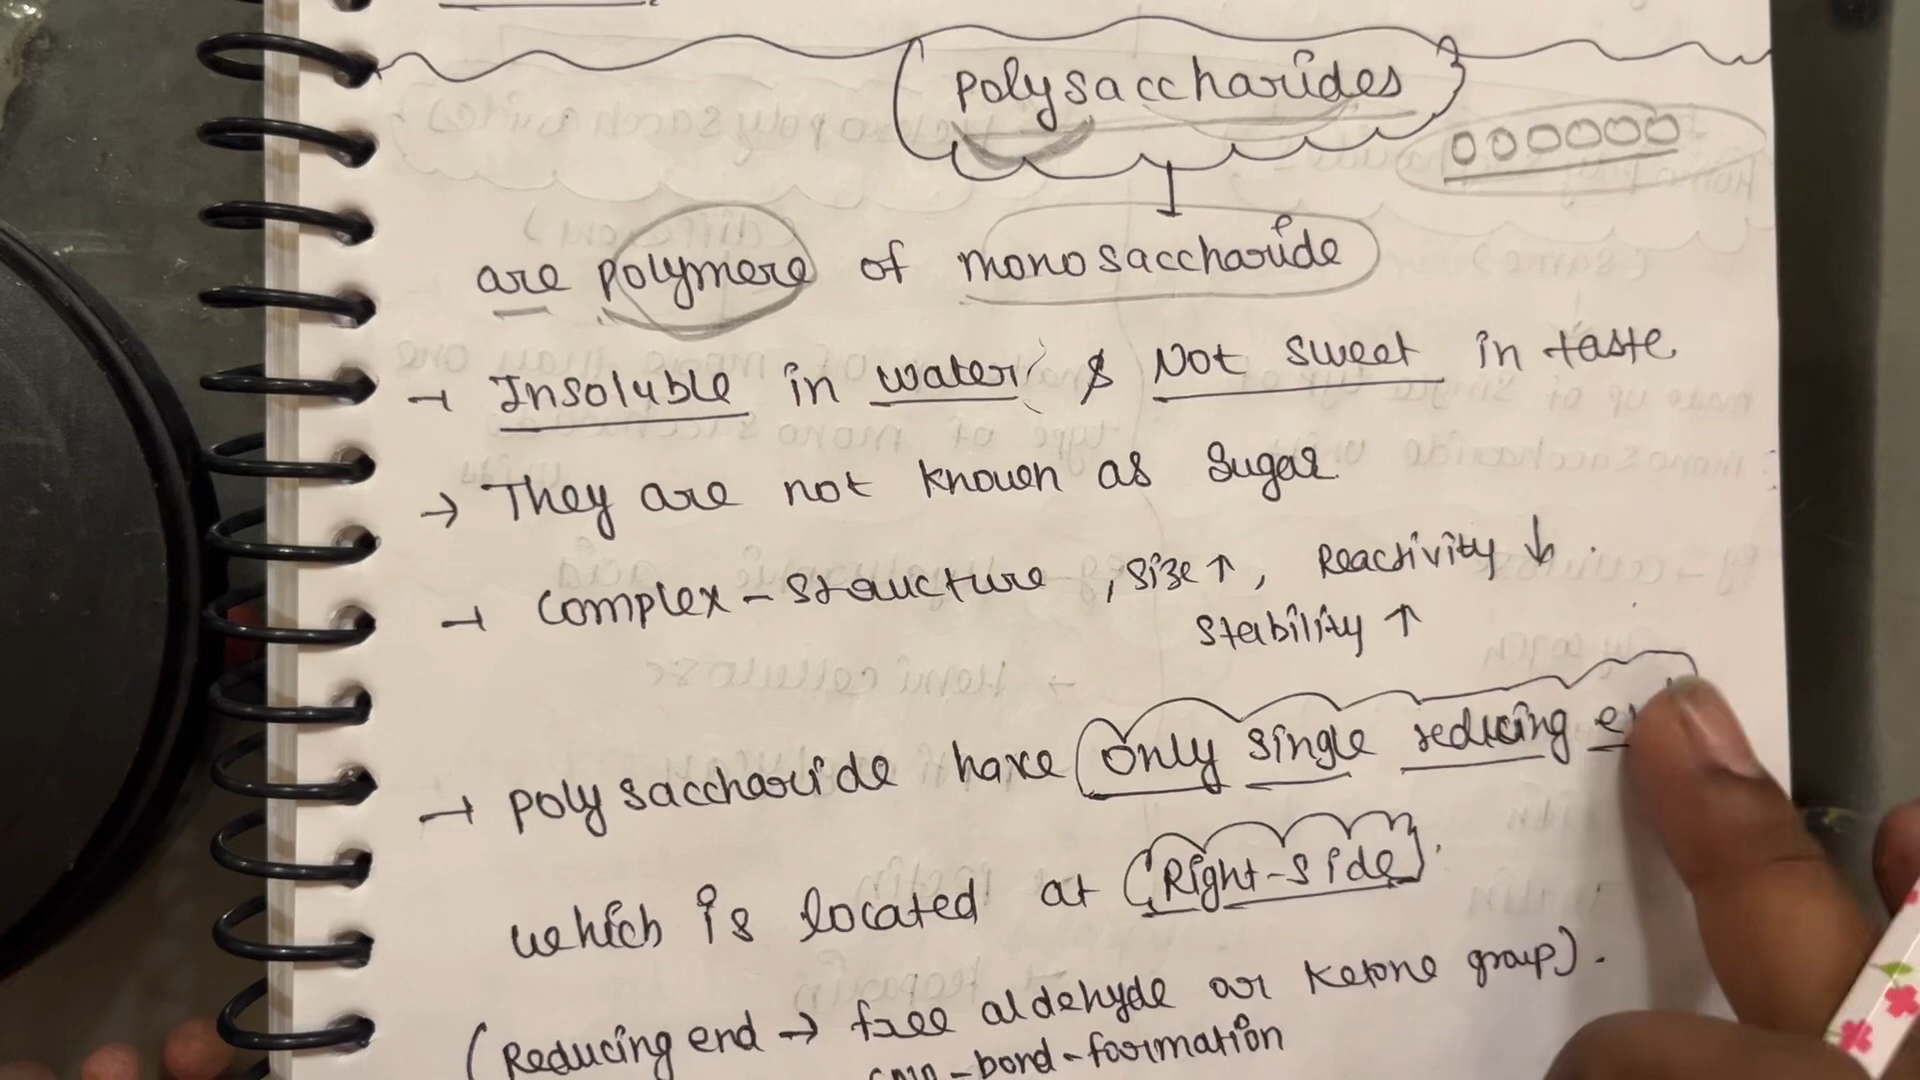 polysaccharides
are polymere of monosaccharide
→ Insoluble in water & Not sweet in taste
→ They are not known as sugar
→ complex - structure , size ↑ , Reactivity ↓ .
stability ↑
→ polysaccharide have only single reducing
which is located at (Right-side) .
(Reducing end → free aldehyde or ketone group) .
bond-formation